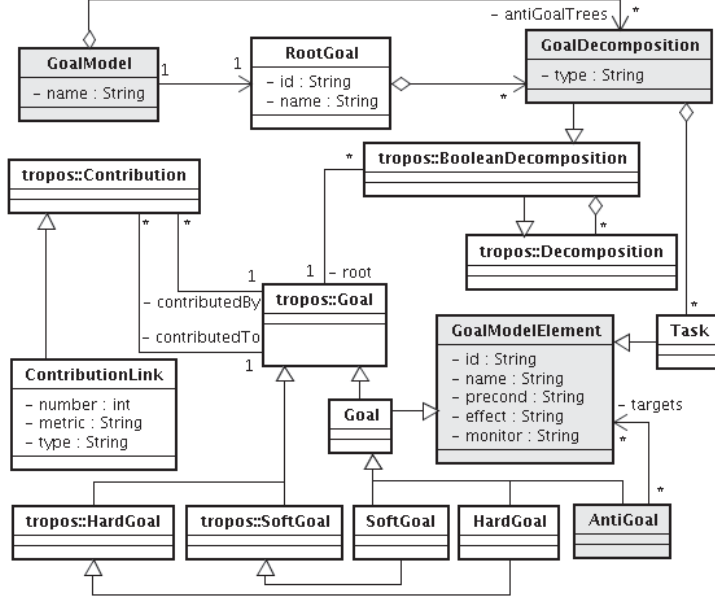 – antiGoalTrees
*
GoalModel
– name : String
1
1
RootGoal
– id : String
– name : String
*
GoalDecomposition
– type : String
tropos::Contribution
*
*
*
tropos::BooleanDecomposition
*
tropos::Decomposition
1
– root
1
– contributedBy
– contributedTo
1
tropos::Goal
*
Task
GoalModelElement
– id : String
– name : String
– precond : String
– effect : String
– monitor : String
ContributionLink
– number : int
– metric : String
– type : String
Goal
– targets
*
*
tropos::HardGoal
tropos::SoftGoal
SoftGoal
HardGoal
AntiGoal